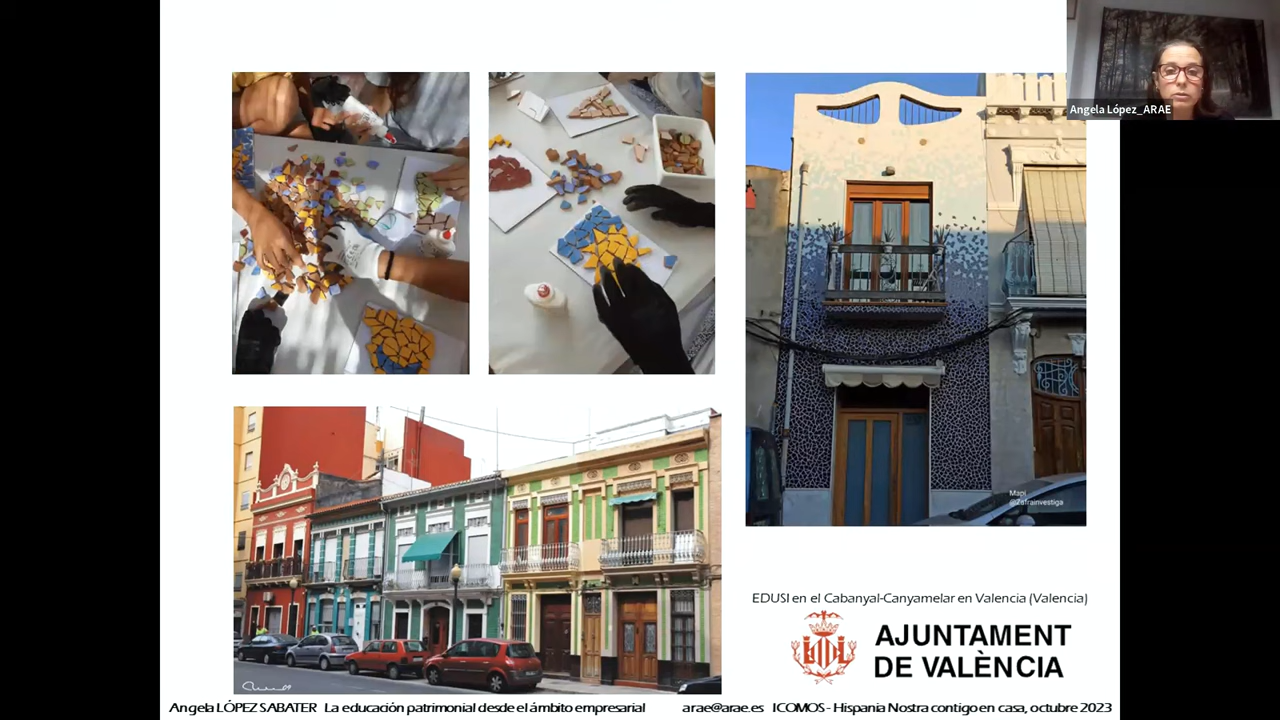 Angela López_ARAE
Mapi
@Zafrainvestiga
EDUSI en el Cabanyal-Canyamelar en Valencia (Valencia)
AJUNTAMENT
DE VALÈNCIA
Angela LÓPEZ SABATER La educación patrimonial desde el ámbito empresarial arae@arae.es ICOMOS - Hispania Nostra contigo en casa, octubre 2023